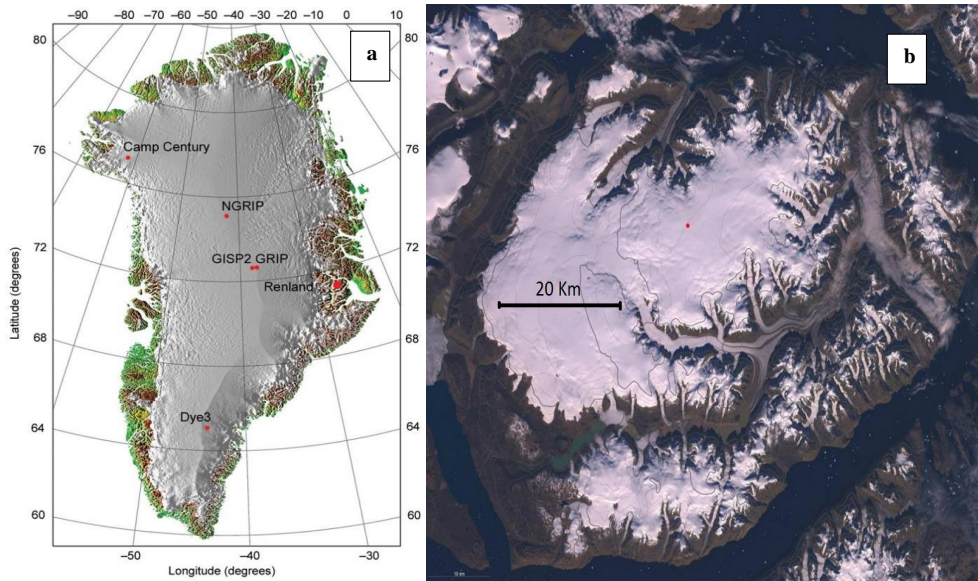 −90 −80 −70 −60 −50 −40 −30 −20 −10 0 10
a
80
80
76
76
72
72
68
68
64
64
60
60
Camp Century
NGRIP
GISP2 GRIP
Renland
Dye3
Latitude (degrees)
−50 −40 −30
Longitude (degrees)
b
20 Km
10 km